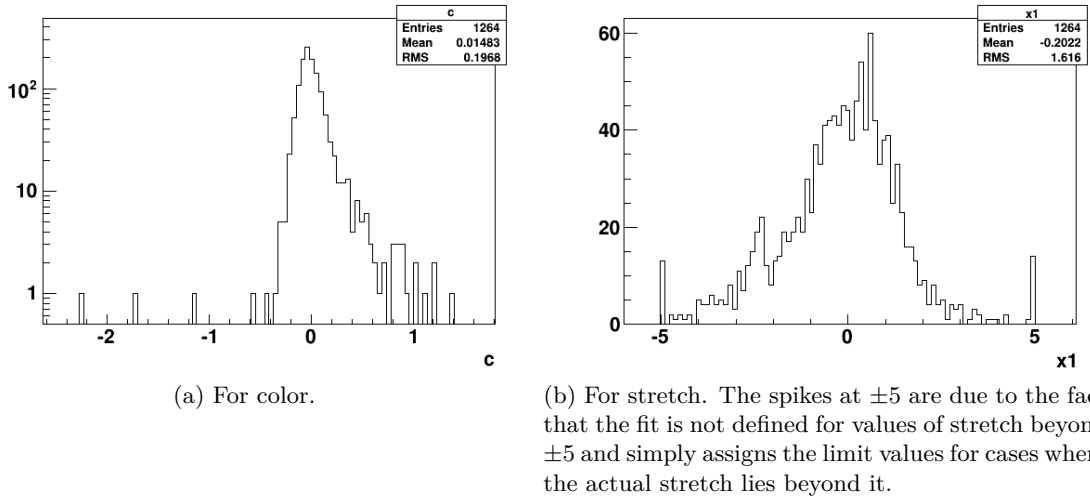 c
Entries 1264
Mean 0.01483
RMS 0.1968
10²
10
1
-2 -1 0 1
c
(a) For color.
x1
Entries 1264
Mean -0.2022
RMS 1.616
60
40
20
0
-5 0 5
x1
(b) For stretch. The spikes at ±5 are due to the fac
that the fit is not defined for values of stretch beyon
±5 and simply assigns the limit values for cases wher
the actual stretch lies beyond it.